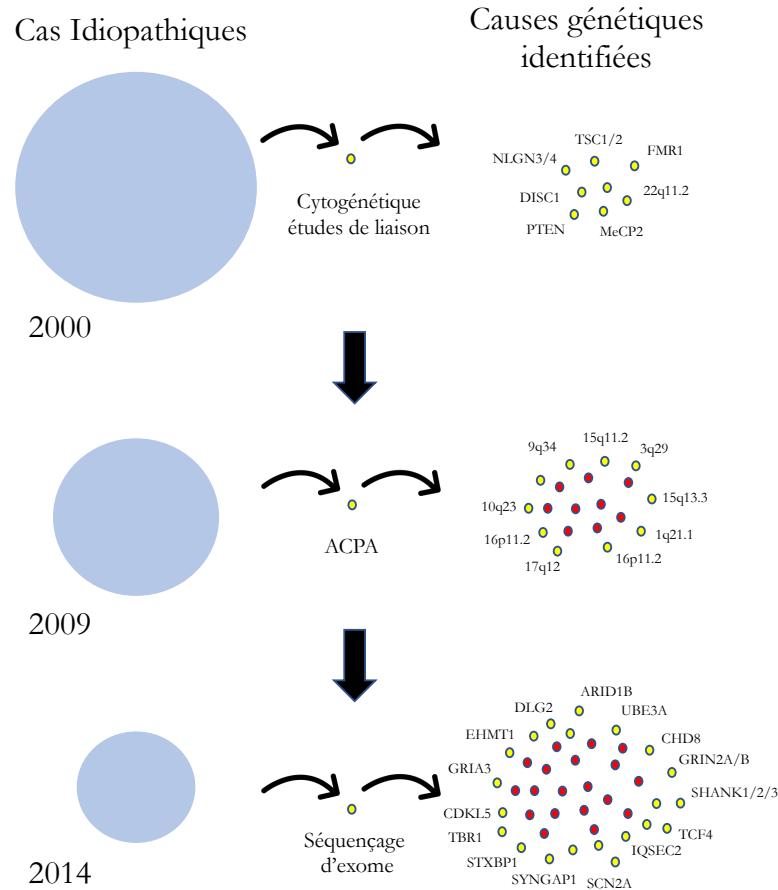 Cas Idiopathiques
Causes génétiques
identifiées
TSC1/2
FMR1
NLGN3/4
DISC1
22q11.2
PTEN
MeCP2
Cytogénétique
études de liaison
2000
15q11.2
9q34
3q29
15q13.3
10q23
16p11.2
1q21.1
17q12
16p11.2
ACPA
2009
ARID1B
DLG2
UBE3A
EHMT1
CHD8
GRIN2A/B
GRIA3
SHANK1/2/3
CDKL5
TBR1
TCF4
IQSEC2
STXBP1
SYNGAP1
SCN2A
Séquençage
d'exome
2014